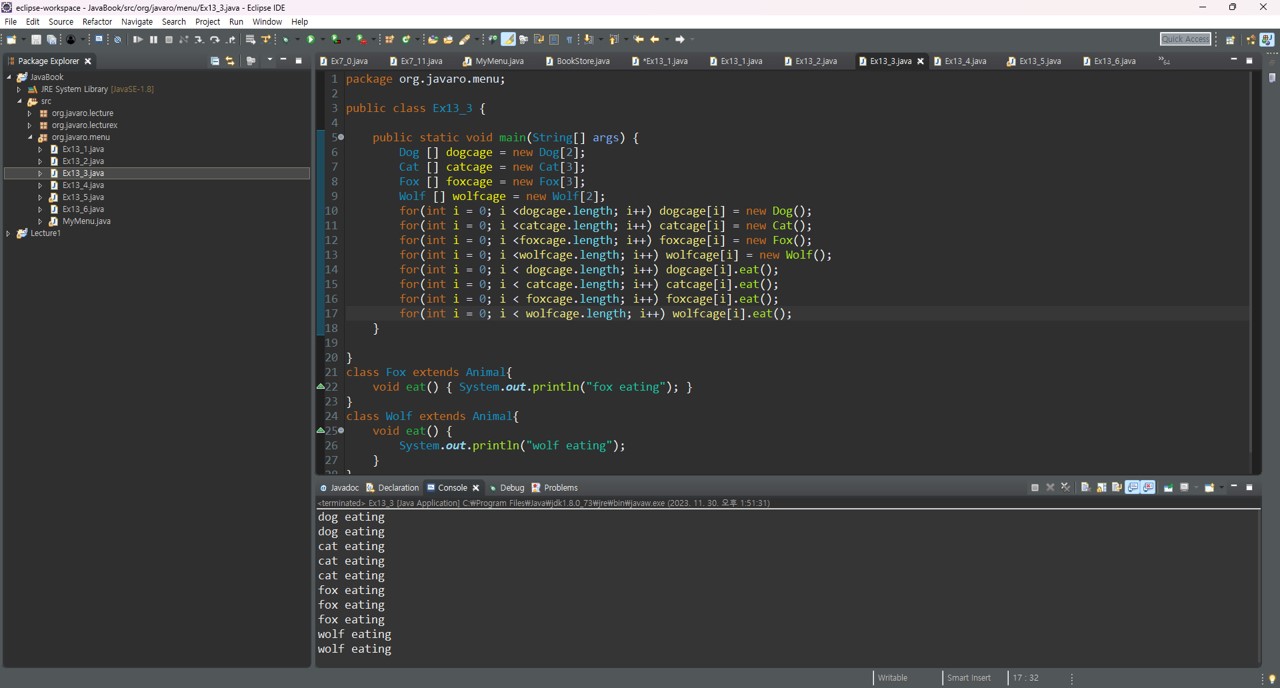 eclipse-workspace - JavaBook/src/org/javaro/menu/Ex13_3.java - Eclipse IDE
File Edit Source Refactor Navigate Search Project Run Window Help
Quick Access
Package Explorer
JavaBook
JRE System Library [JavaSE-1.8]
src
org.javaro.lecture
org.javaro.lecturex
org.javaro.menu
Ex13_1.java
Ex13_2.java
Ex13_3.java
Ex13_4.java
Ex13_5.java
Ex13_6.java
MyMenu.java
Lecture1
Ex7_0.java Ex7_11.java MyMenu.java BookStore.java *Ex13_1.java Ex13_1.java Ex13_2.java Ex13_3.java Ex13_4.java Ex13_5.java Ex13_6.java
1 package org.javaro.menu;
2
3 public class Ex13_3 {
4
5 public static void main(String[] args) {
6 Dog [] dogcage = new Dog[2];
7 Cat [] catcage = new Cat[3];
8 Fox [] foxcage = new Fox[3];
9 Wolf [] wolfcage = new Wolf[2];
10 for(int i = 0; i <dogcage.length; i++) dogcage[i] = new Dog();
11 for(int i = 0; i <catcage.length; i++) catcage[i] = new Cat();
12 for(int i = 0; i <foxcage.length; i++) foxcage[i] = new Fox();
13 for(int i = 0; i <wolfcage.length; i++) wolfcage[i] = new Wolf();
14 for(int i = 0; i < dogcage.length; i++) dogcage[i].eat();
15 for(int i = 0; i < catcage.length; i++) catcage[i].eat();
16 for(int i = 0; i < foxcage.length; i++) foxcage[i].eat();
17 for(int i = 0; i < wolfcage.length; i++) wolfcage[i].eat();
18 }
19
20 }
21 class Fox extends Animal{
22 void eat() { System.out.println("fox eating"); }
23 }
24 class Wolf extends Animal{
25 void eat() {
26 System.out.println("wolf eating");
27 }
28 }
Javadoc Declaration Console Debug Problems
<terminated> Ex13_3 [Java Application] C:₩Program Files₩Java₩jdk1.8.0_73₩jre₩bin₩javaw.exe (2023. 11. 30. 오후 1:51:31)
dog eating
dog eating
cat eating
cat eating
cat eating
fox eating
fox eating
fox eating
wolf eating
wolf eating
Writable Smart Insert 17 : 32